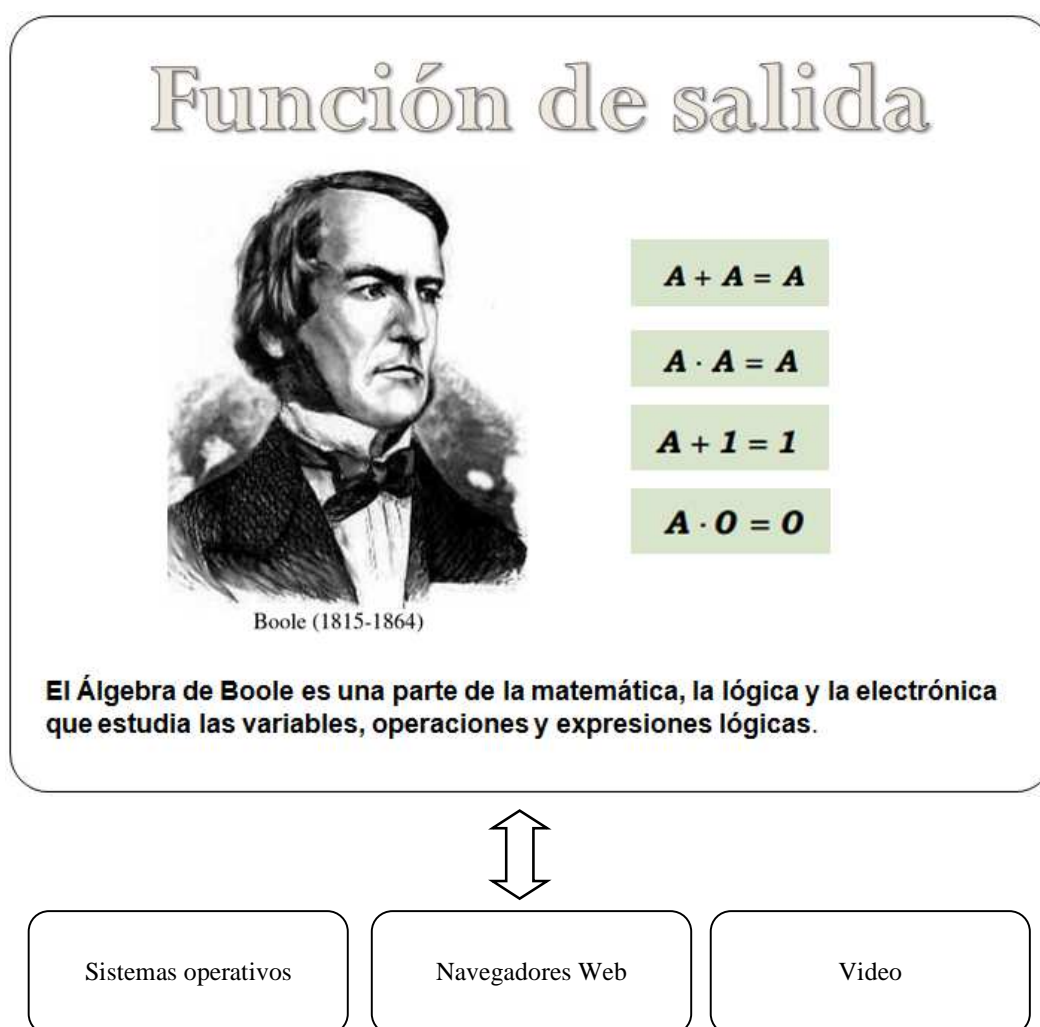 Función de salida
A + A = A
A · A = A
A + 1 = 1
A · 0 = 0
Boole (1815-1864)
El Álgebra de Boole es una parte de la matemática, la lógica y la electrónica
que estudia las variables, operaciones y expresiones lógicas.
Sistemas operativos
Navegadores Web
Video